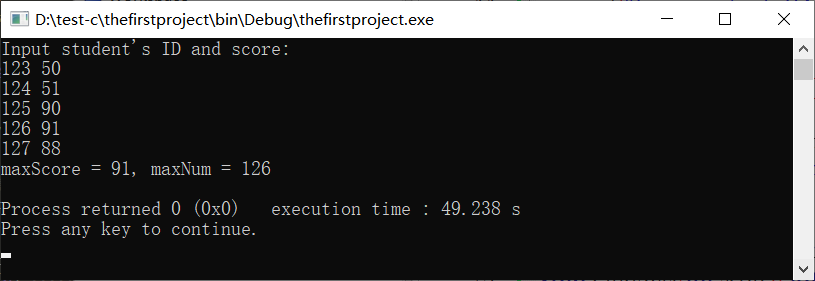 D:\test-c\thefirstproject\bin\Debug\thefirstproject.exe
Input student's ID and score:
123 50
124 51
125 90
126 91
127 88
maxScore = 91, maxNum = 126
Process returned 0 (0x0)   execution time : 49.238 s
Press any key to continue.